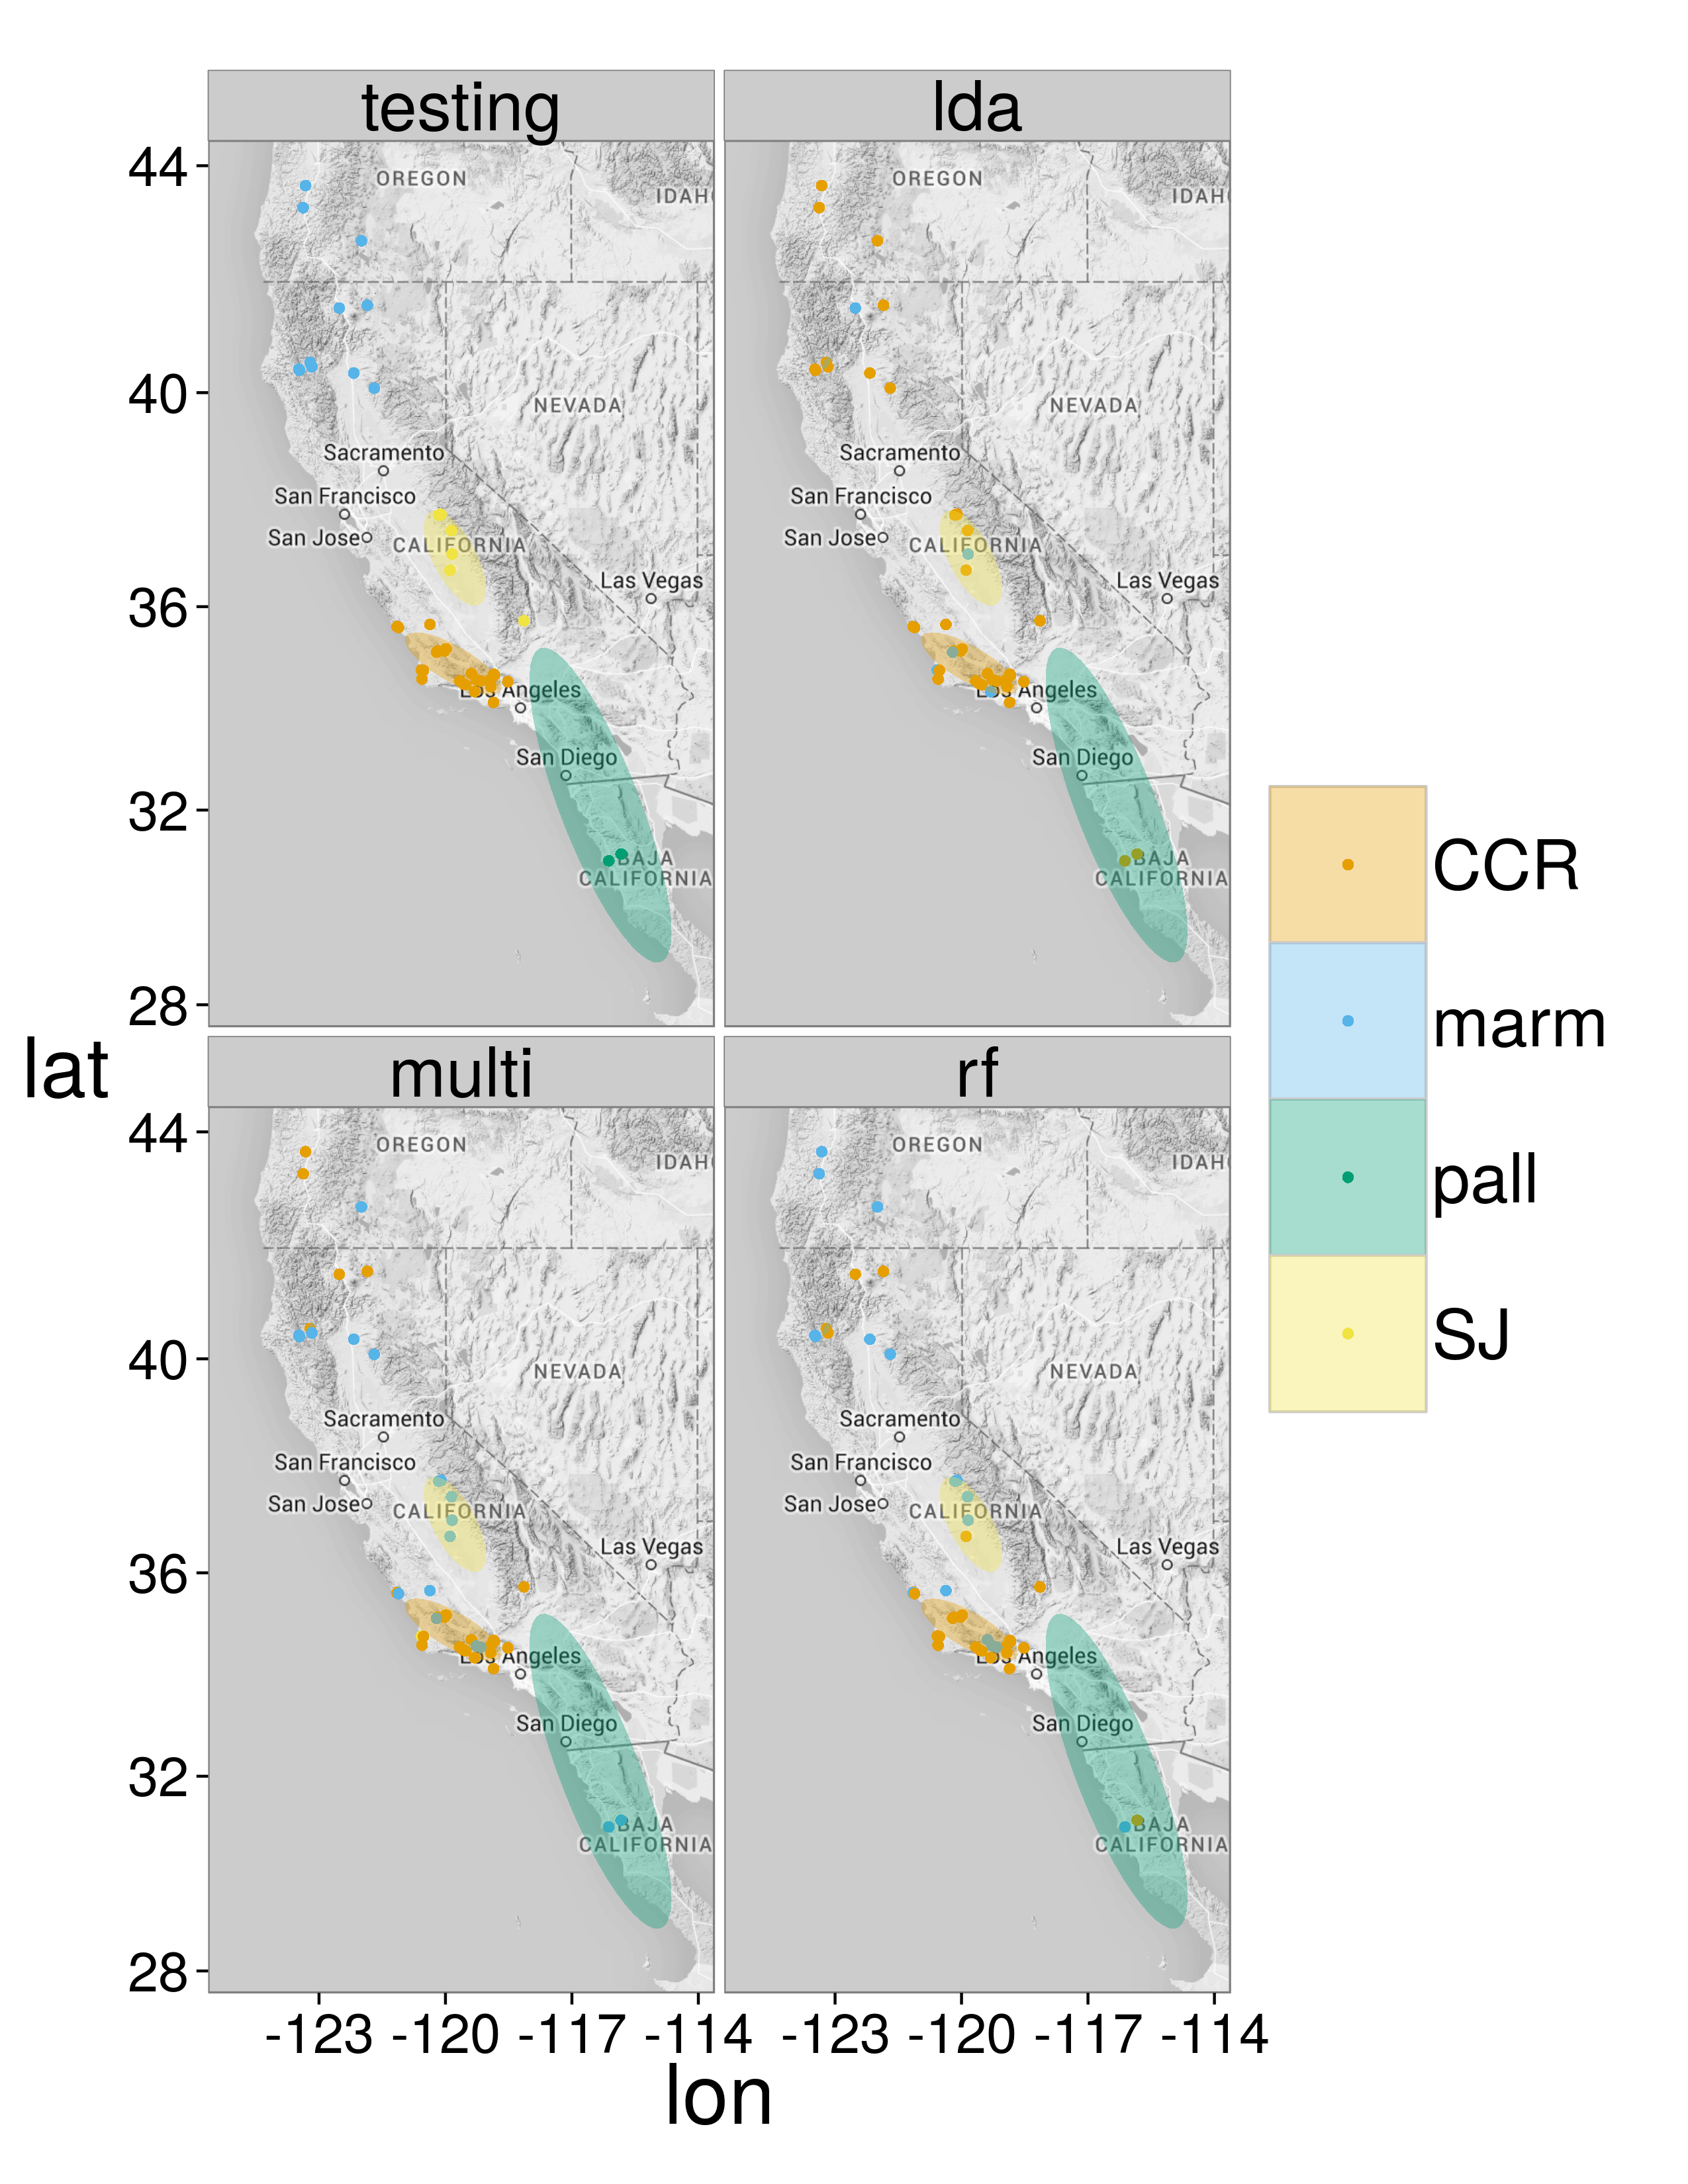 testing
lda
44
OREGON
IDAH
OREGON
IDAH
40
NEVADA
NEVADA
Sacramento
Sacramento
San Francisco
San Francisco
San Jose
CALIFORNIA
San Jose
CALIFORNIA
36
Las Vegas
Las Vegas
Los Angeles
Los Angeles
San Diego
San Diego
32
BAJA
CALIFORNIA
BAJA
CALIFORNIA
28
lat
multi
rf
44
OREGON
IDAH
OREGON
IDAH
40
NEVADA
NEVADA
Sacramento
Sacramento
San Francisco
San Francisco
San Jose
CALIFORNIA
San Jose
CALIFORNIA
36
Las Vegas
Las Vegas
Los Angeles
Los Angeles
San Diego
San Diego
32
BAJA
CALIFORNIA
BAJA
CALIFORNIA
28
-123 -120 -117 -114 -123 -120 -117 -114
lon
CCR
marm
pall
SJ